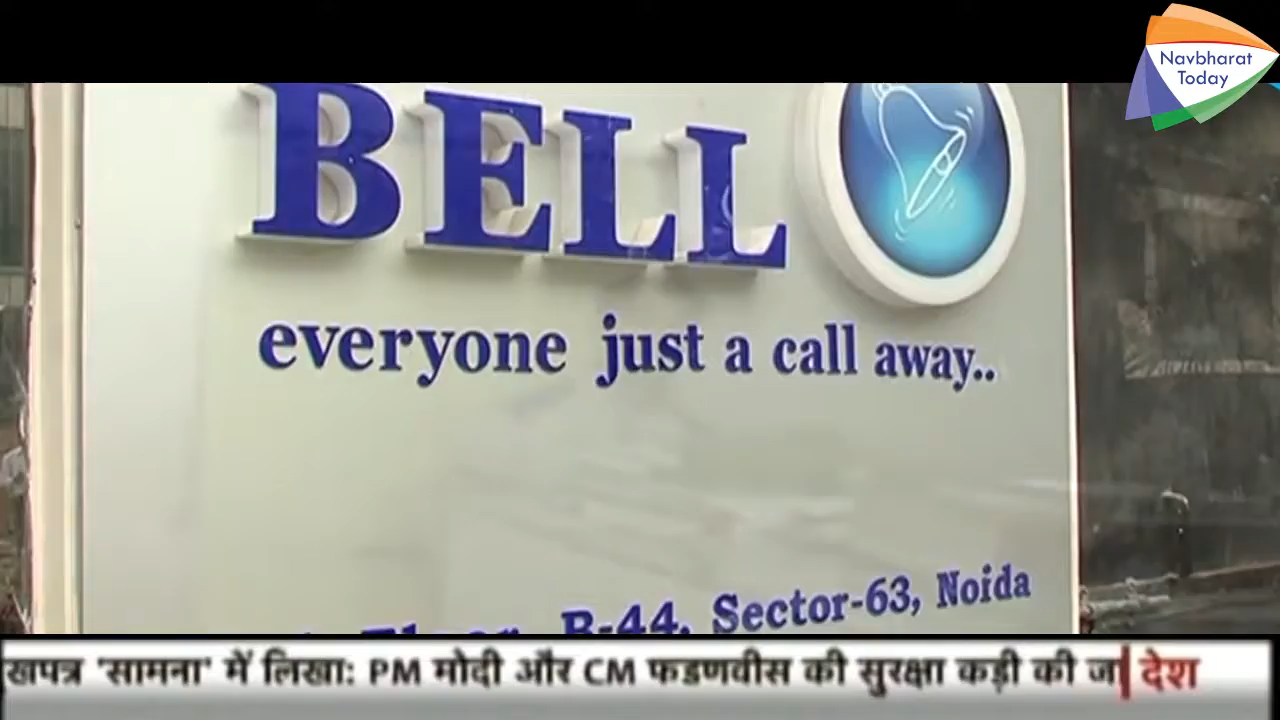 Navbharat
Today
BELL
everyone just a call away..
B-44, Sector-63, Noida
'सामना' में लिखा: PM मोदी और CM फडणवीस की सुरक्षा कड़ी की
देश